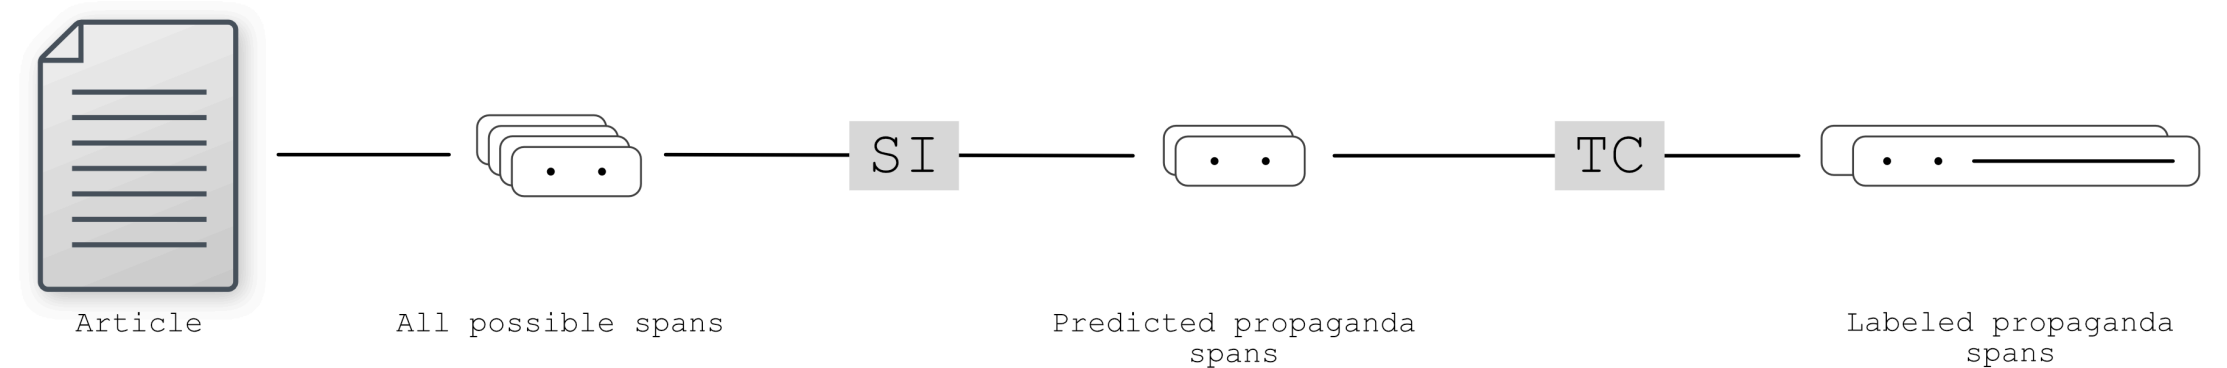 SI
TC
Article
All possible spans
Predicted propaganda
spans
Labeled propaganda
spans